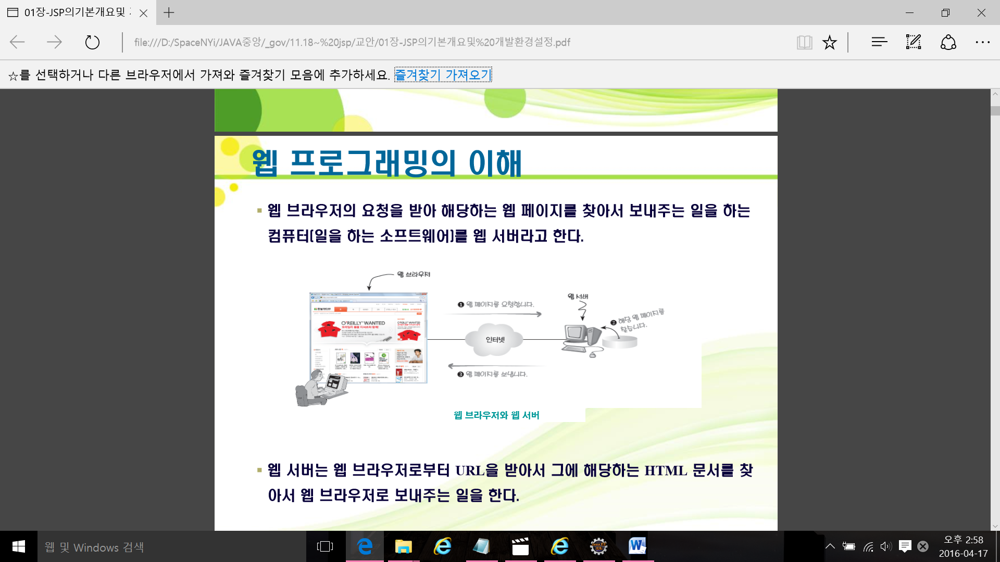 01장-JSP의기본개요및
file:///D:/SpaceNYi/JAVA중앙/_gov/11.18~%20jsp/교안/01장-JSP의기본개요및%20개발환경설정.pdf
☆를 선택하거나 다른 브라우저에서 가져와 즐겨찾기 모음에 추가하세요. 즐겨찾기 가져오기
웹 프로그래밍의 이해
웹 브라우저의 요청을 받아 해당하는 웹 페이지를 찾아서 보내주는 일을 하는
컴퓨터(일을 하는 소프트웨어)를 웹 서버라고 한다.
웹 브라우저
웹 서버
❶ 웹 페이지를 요청합니다.
❷ 해당 웹 페이지를
찾습니다.
O'REILLY WANTED
인터넷
❸ 웹 페이지를 보냅니다.
웹 브라우저와 웹 서버
웹 서버는 웹 브라우저로부터 URL을 받아서 그에 해당하는 HTML 문서를 찾
아서 웹 브라우저로 보내주는 일을 한다.
웹 및 Windows 검색
Java EE
IDE
오후 2:58
2016-04-17